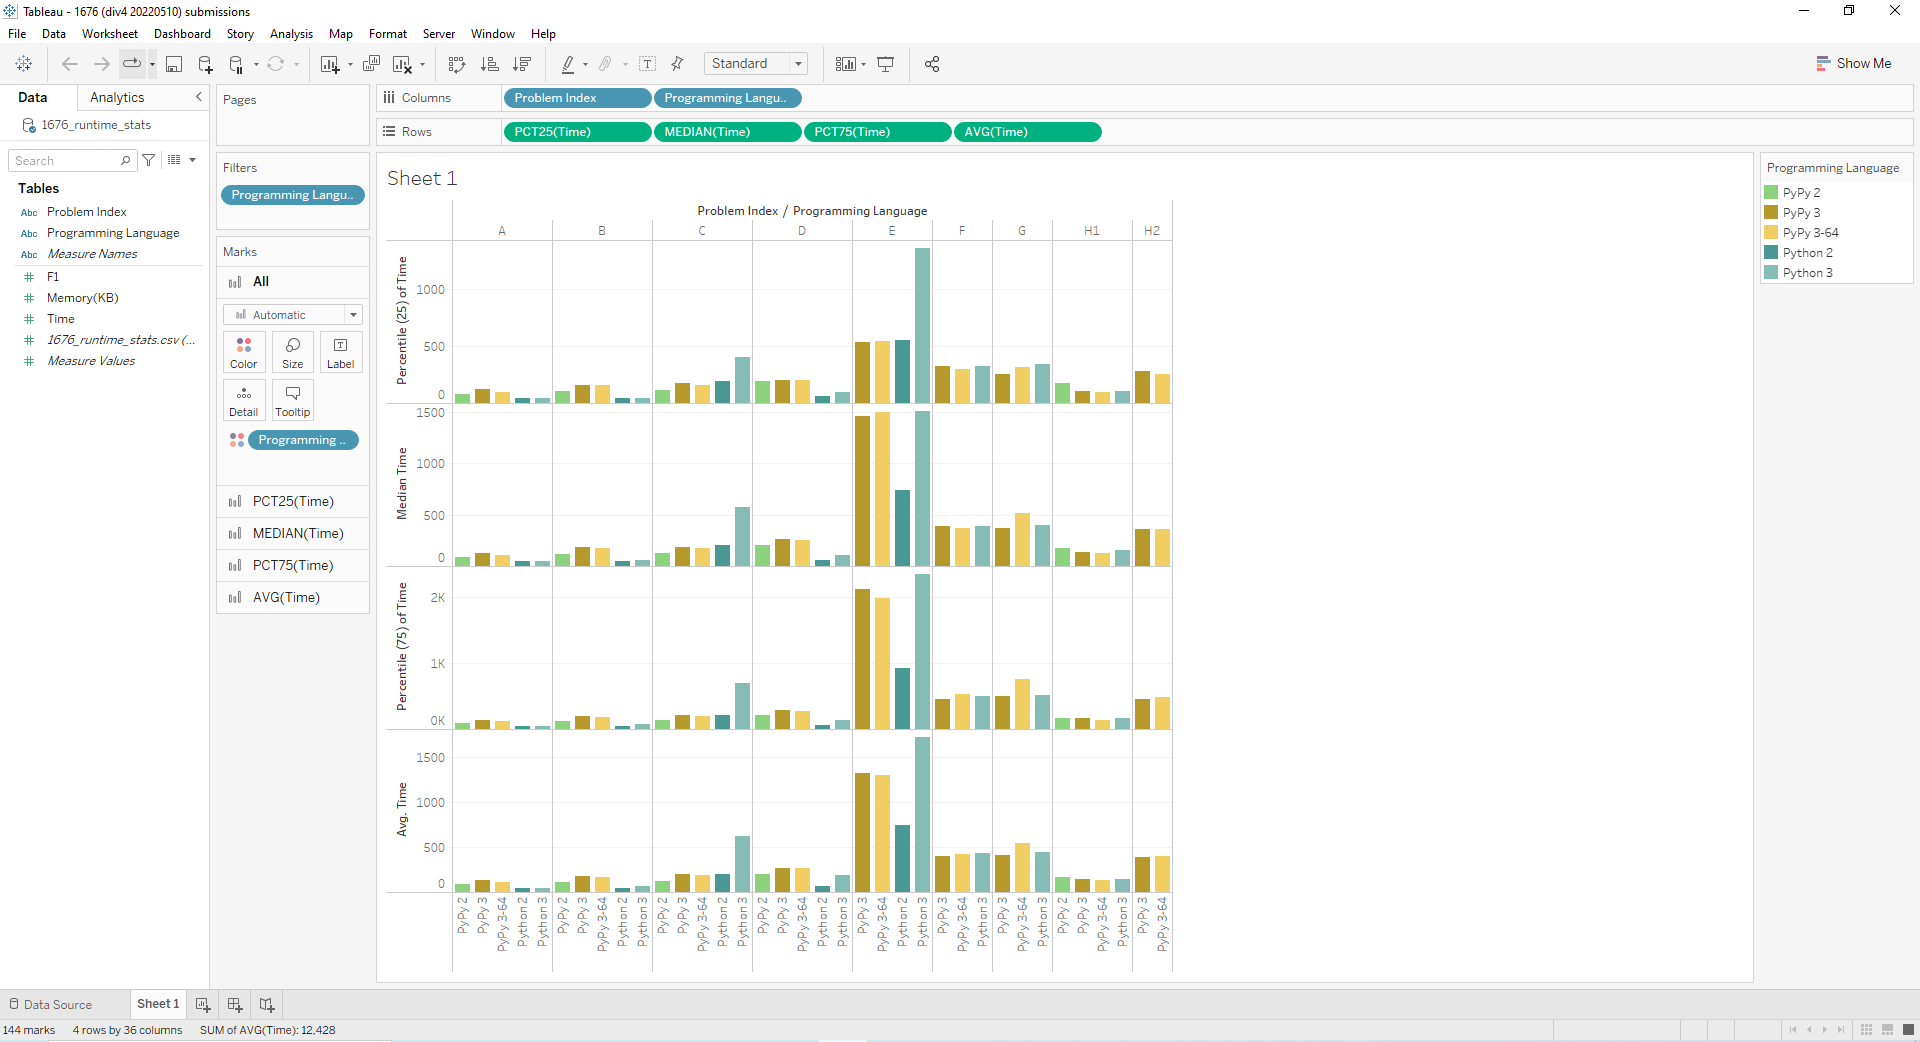 Tableau - 1676 (div4 20220510) submissions
File Data Worksheet Dashboard Story Analysis Map Format Server Window Help
Standard
Show Me
Data
Analytics
1676_runtime_stats
Search
Tables
Abc Problem Index
Abc Programming Language
Abc Measure Names
F1
Memory(KB)
Time
1676_runtime_stats.csv (...
Measure Values
Pages
Filters
Programming Langu..
Marks
All
Automatic
Color Size Label
Detail Tooltip
Programming ..
PCT25(Time)
MEDIAN(Time)
PCT75(Time)
AVG(Time)
Columns Problem Index Programming Langu..
Rows PCT25(Time) MEDIAN(Time) PCT75(Time) AVG(Time)
Sheet 1
Problem Index / Programming Language
A B C D E F G H1 H2
Percentile (25) of Time
1000
500
0
Median Time
1500
1000
500
0
Percentile (75) of Time
2K
1K
0K
Avg. Time
1500
1000
500
0
PyPy 2 PyPy 3 PyPy 3-64 Python 2 Python 3 PyPy 2 PyPy 3 PyPy 3-64 Python 2 Python 3 PyPy 2 PyPy 3 PyPy 3-64 Python 2 Python 3 PyPy 2 PyPy 3 PyPy 3-64 Python 2 Python 3 PyPy 3 PyPy 3-64 Python 2 Python 3 PyPy 3 PyPy 3-64 Python 3 PyPy 3 PyPy 3-64 Python 3 PyPy 2 PyPy 3 PyPy 3-64 Python 3 PyPy 3 PyPy 3-64
Programming Language
PyPy 2
PyPy 3
PyPy 3-64
Python 2
Python 3
Data Source
Sheet 1
144 marks 4 rows by 36 columns SUM of AVG(Time): 12,428